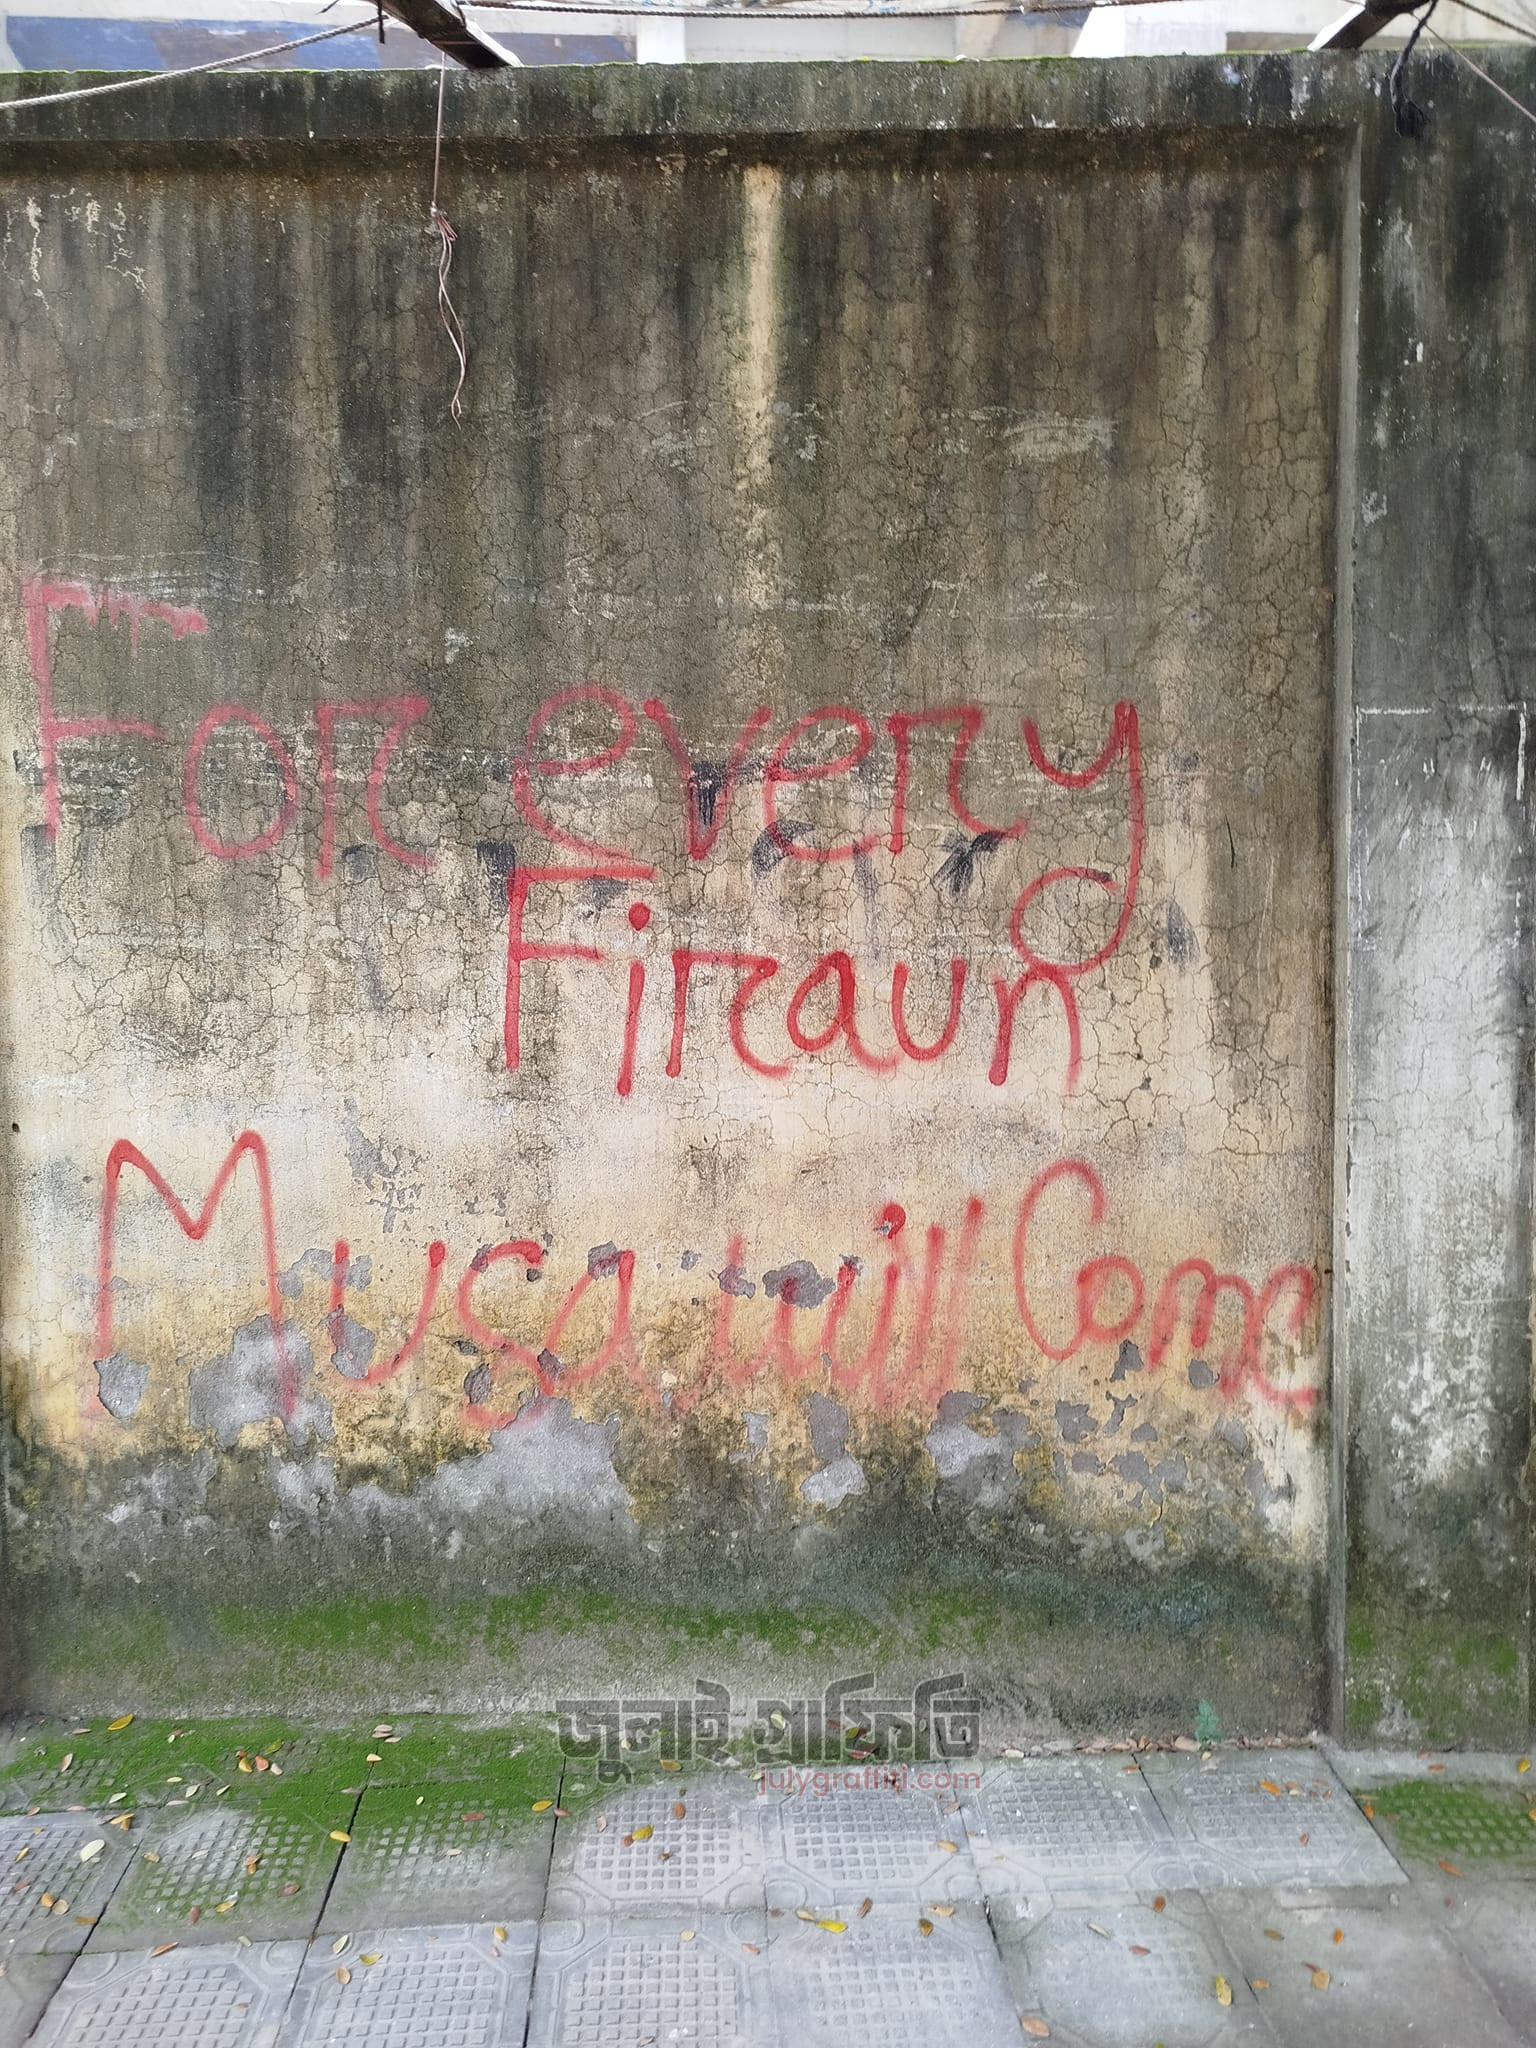 For every
Firaun
Musa will Come
জুলাই গ্রাফিতি
julygraffiti.com